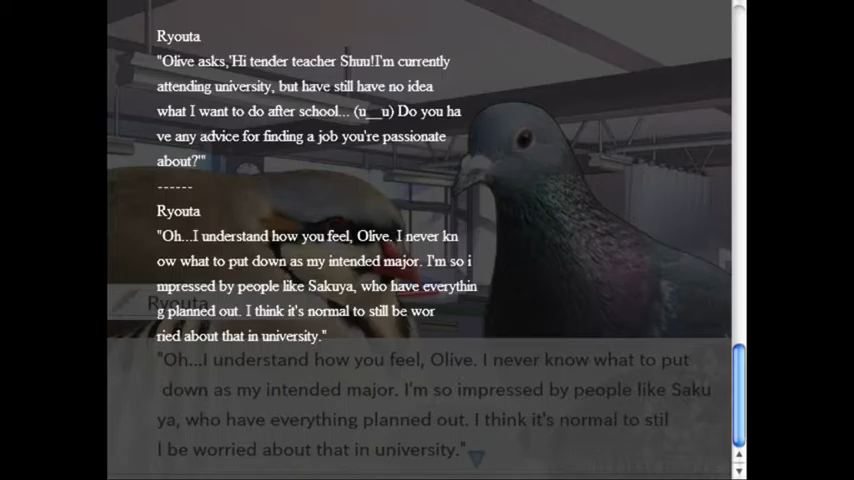 Ryouta
"Olive asks,'Hi tender teacher Shuu!I'm currently
attending university, but have still have no idea
what I want to do after school... (u__u) Do you ha
ve any advice for finding a job you're passionate
about?'"
------
Ryouta
"Oh...I understand how you feel, Olive. I never kn
ow what to put down as my intended major. I'm so i
mpressed by people like Sakuya, who have everythin
g planned out. I think it's normal to still be wor
ried about that in university."
Ryouta
"Oh...I understand how you feel, Olive. I never know what to put
down as my intended major. I'm so impressed by people like Saku
ya, who have everything planned out. I think it's normal to stil
l be worried about that in university."